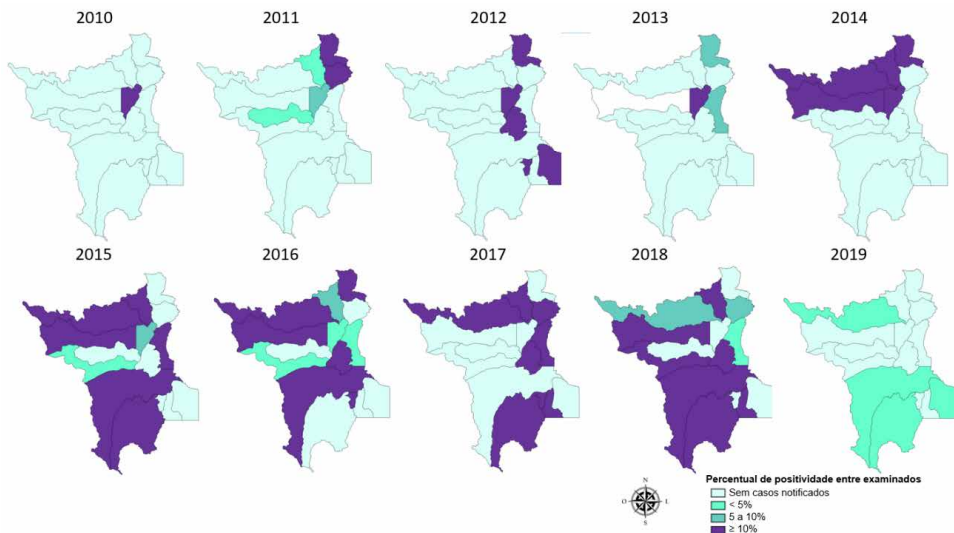 2010
2011
2012
2013
2014
2015
2016
2017
2018
2019
N
O
L
S
Percentual de positividade entre examinados
Sem casos notificados
< 5%
5 a 10%
≥ 10%